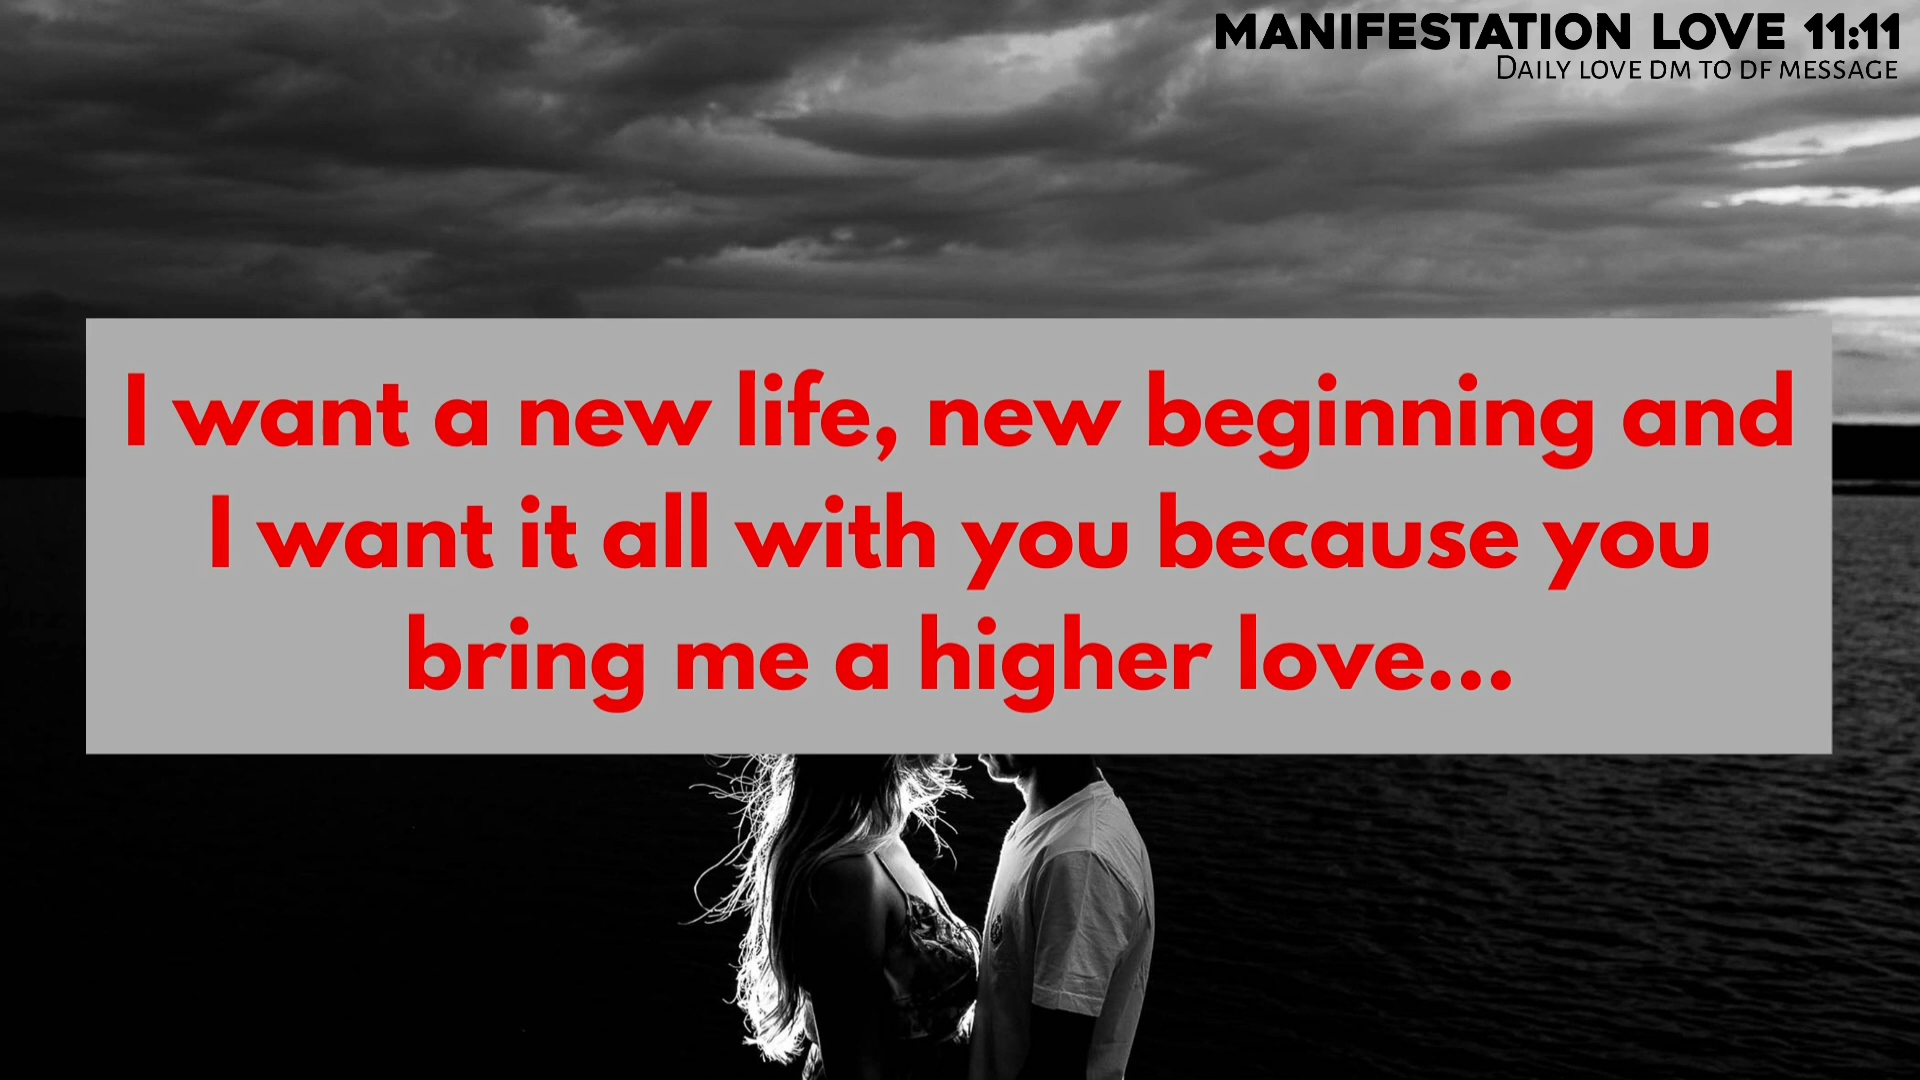 MANIFESTATION LOVE 11:11
DAILY LOVE DM TO DF MESSAGE
I want a new life, new beginning and
I want it all with you because you
bring me a higher love...